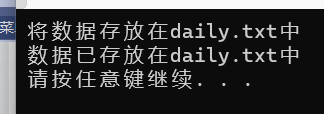 菜
将数据存放在daily.txt中
数据已存放在daily.txt中
请按任意键继续. . .